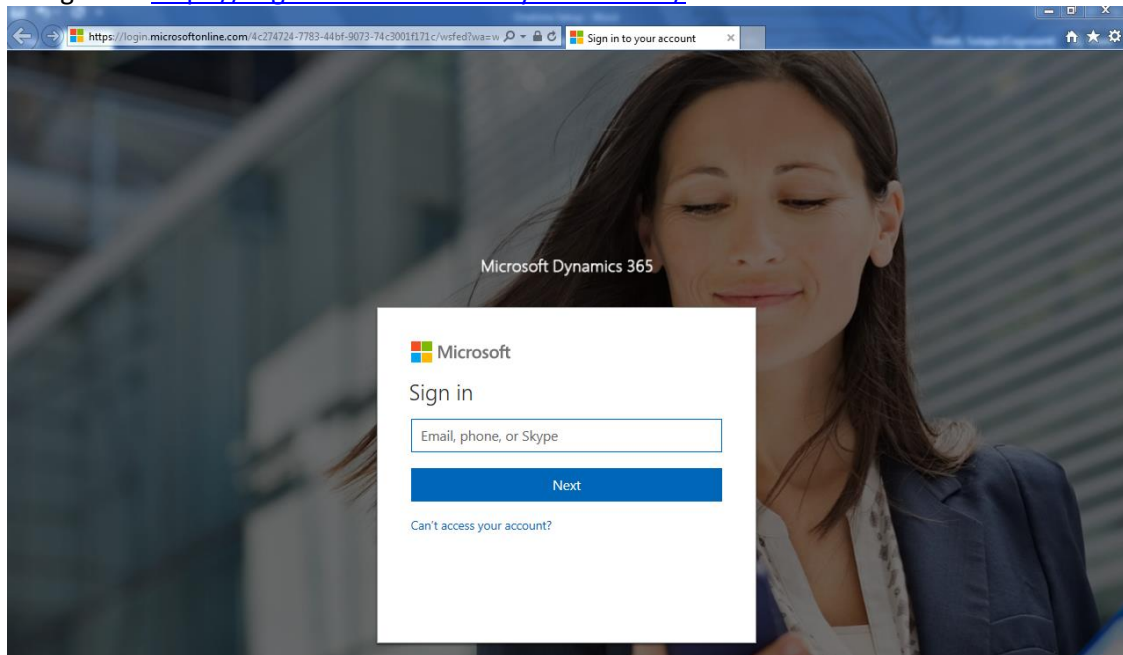 https://login.microsoftonline.com/4c274724-7783-44bf-9073-74c3001f171c/wsfed?wa=w
Sign in to your account
Microsoft Dynamics 365
Microsoft
Sign in
Email, phone, or Skype
Next
Can't access your account?